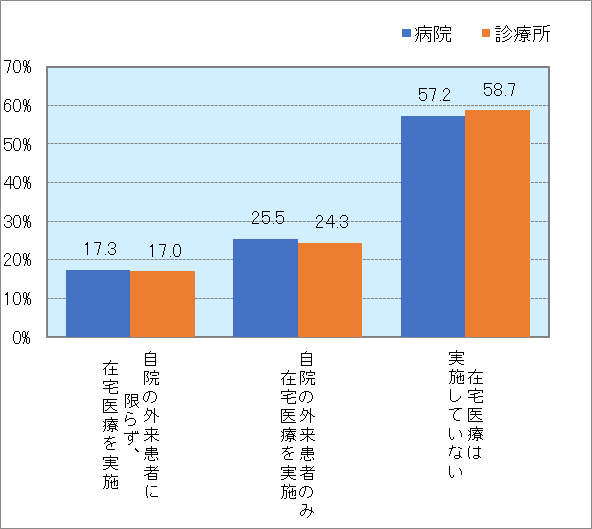 病院 診療所
70%
60%
50%
40%
30%
20%
10%
0%
17.3
17.0
25.5
24.3
57.2
58.7
自院の外来患者に
限らず、
在宅医療を実施
自院の外来患者のみ
在宅医療を実施
在宅医療は
実施していない